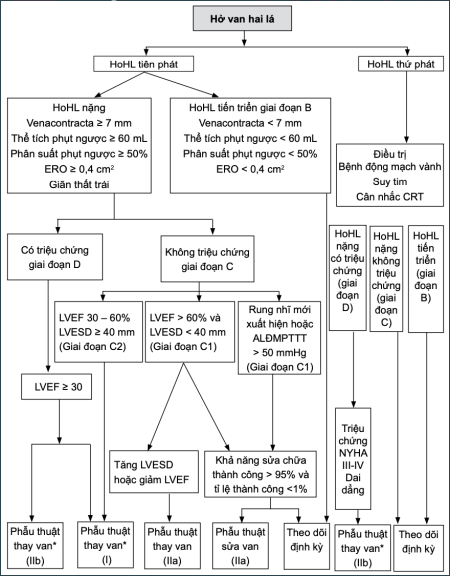 Hở van hai lá
HoHL tiên phát
HoHL thứ phát
HoHL nặng
Venacontracta ≥ 7 mm
Thể tích phụt ngược ≥ 60 mL
Phân suất phụt ngược ≥ 50%
ERO ≥ 0,4 cm²
Giãn thất trái
HoHL tiến triển giai đoạn B
Venacontracta < 7 mm
Thể tích phụt ngược < 60 mL
Phân suất phụt ngược < 50%
ERO < 0,4 cm²
Điều trị
Bệnh động mạch vành
Suy tim
Cân nhắc CRT
Có triệu chứng
giai đoạn D
Không triệu chứng
giai đoạn C
HoHL
nặng
có triệu
chứng
(giai
đoạn
D)
HoHL
nặng
không
triệu
chứng
(giai
đoạn
C)
HoHL
tiến
triển
(giai
đoạn
B)
LVEF 30 – 60%
LVESD ≥ 40 mm
(Giai đoạn C2)
LVEF > 60% và
LVESD < 40 mm
(Giai đoạn C1)
Rung nhĩ mới
xuất hiện hoặc
ALĐMPTTT
> 50 mmHg
(Giai đoạn C1)
LVEF ≥ 30
Tăng LVESD
hoặc giảm LVEF
Khả năng sửa chữa
thành công > 95% và
tỉ lệ thành công <1%
Triệu
chứng
NYHA
III-IV
Dai
dẳng
Phẫu thuật
thay van*
(IIb)
Phẫu thuật
thay van*
(I)
Phẫu thuật
thay van
(IIa)
Phẫu thuật
sửa van
(IIa)
Theo dõi
định kỳ
Phẫu thuật
thay van*
(IIb)
Theo dõi
định kỳ